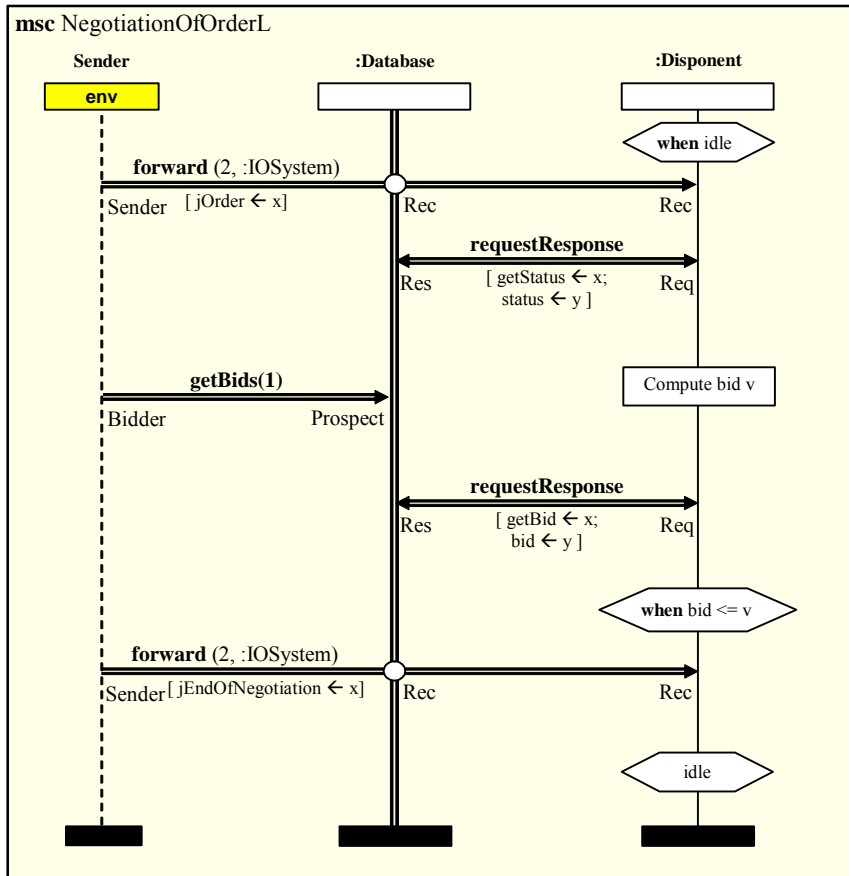 msc NegotiationOfOrderL
Sender :Database :Disponent
env
when idle
forward (2, :IOSystem)
Sender [ jOrder ← x] Rec Rec
requestResponse
Res [ getStatus ← x; Req
status ← y ]
getBids(1)
Compute bid v
Bidder Prospect
requestResponse
Res [ getBid ← x; Req
bid ← y ]
when bid <= v
forward (2, :IOSystem)
Sender [ jEndOfNegotiation ← x] Rec Rec
idle